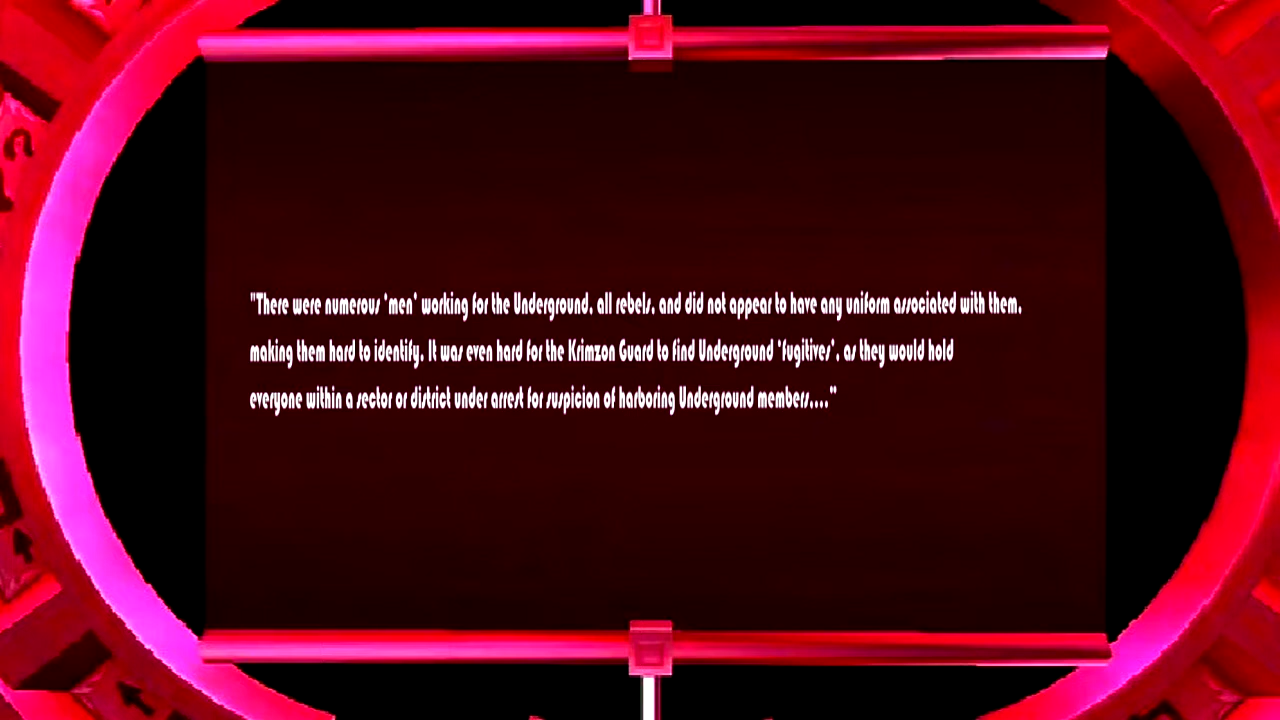 "There were numerous 'men' working for the Underground, all rebels, and did not appear to have any uniform associated with them,
making them hard to identify. It was even hard for the Krimzon Guard to find Underground 'fugitives', as they would hold
everyone within a sector or district under arrest for suspicion of harboring Underground members...."